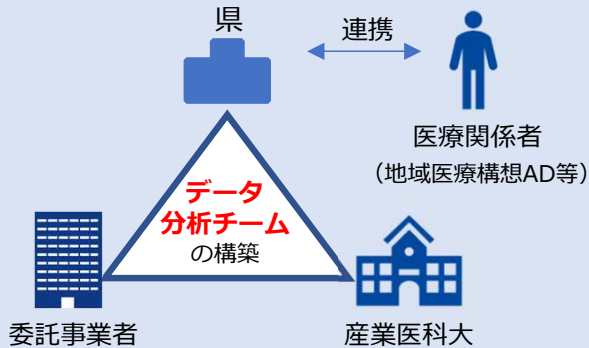 県
連携
医療関係者
（地域医療構想AD等）
データ
分析チーム
の構築
委託事業者
産業医科大